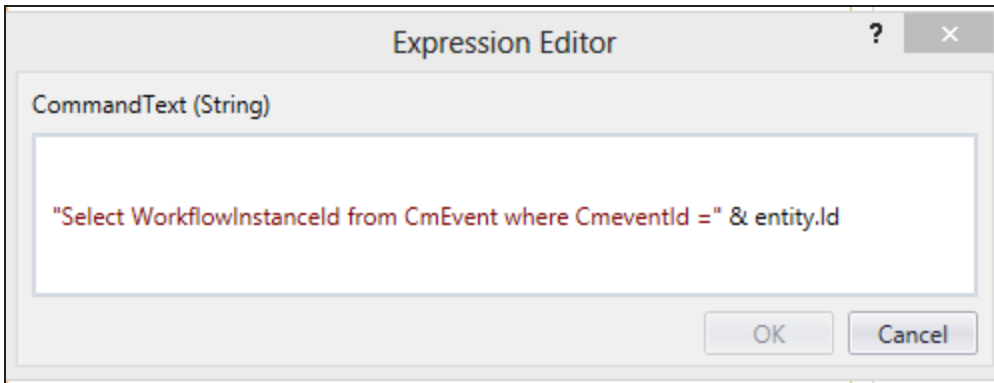 Expression Editor
?
×
CommandText (String)
"Select WorkflowInstanceId from CmEvent where CmeventId =" & entity.Id
OK
Cancel